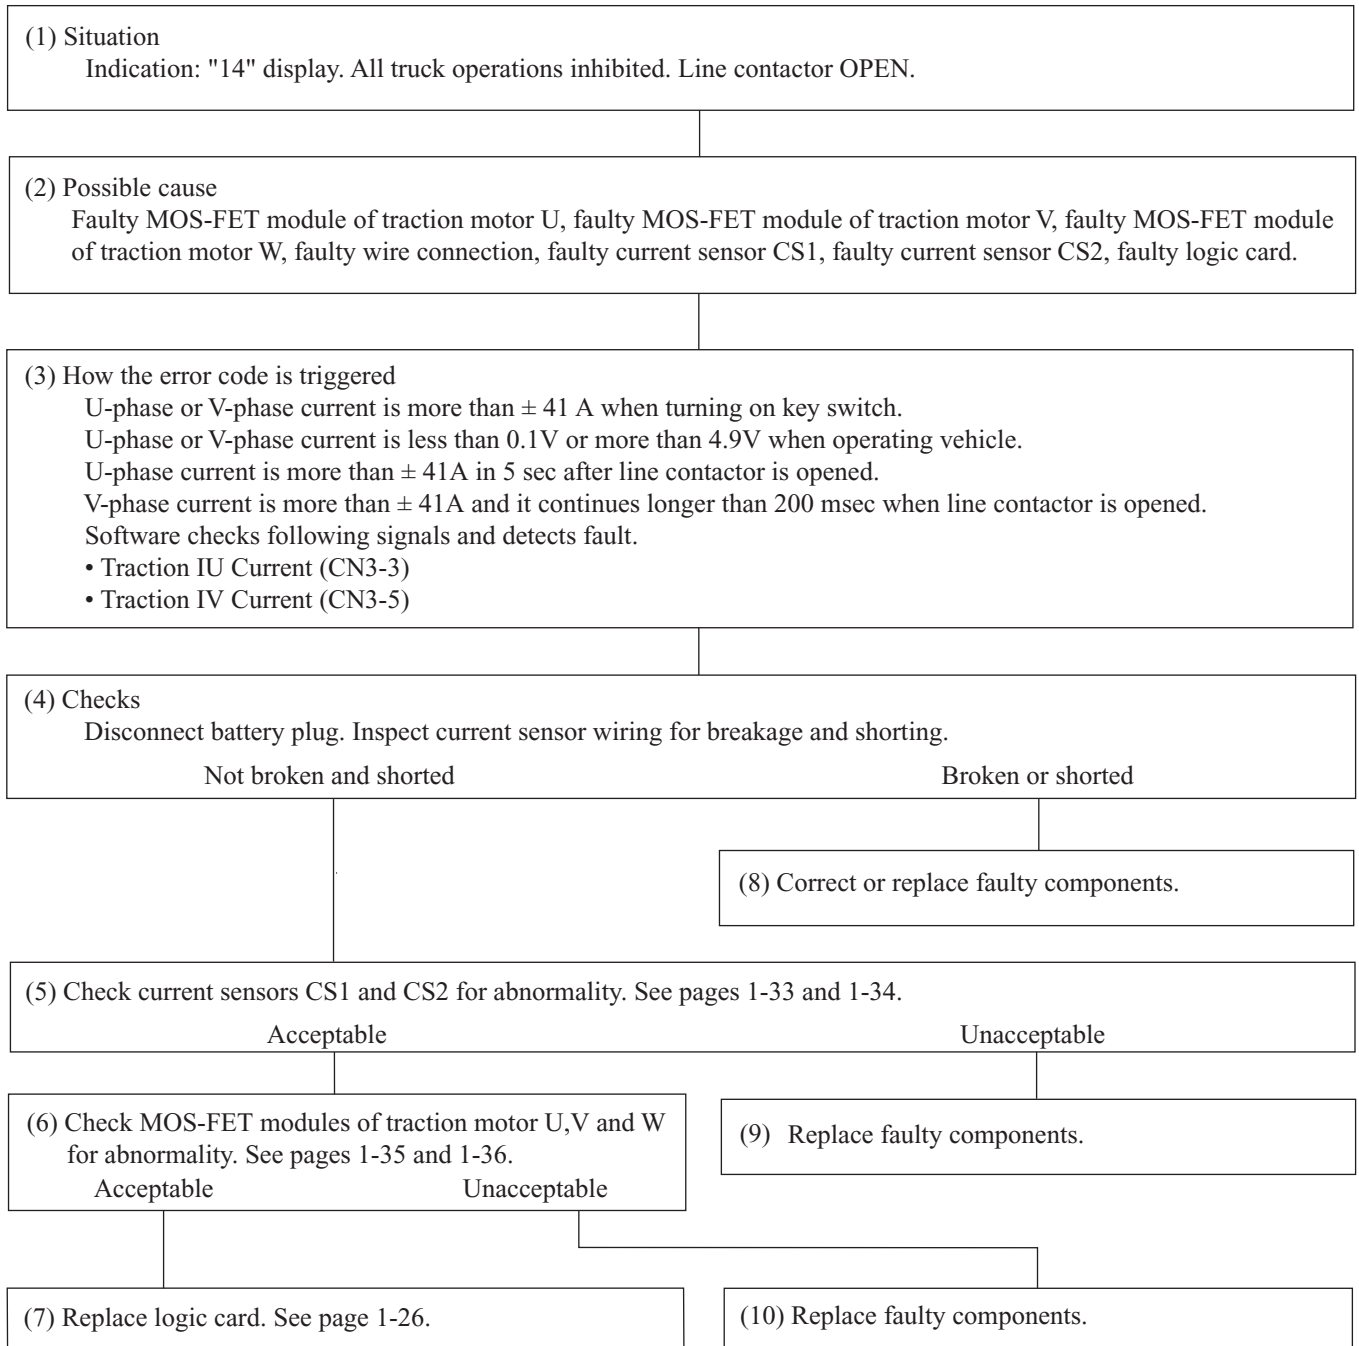 (1) Situation
Indication: "14" display. All truck operations inhibited. Line contactor OPEN.
(2) Possible cause
Faulty MOS-FET module of traction motor U, faulty MOS-FET module of traction motor V, faulty MOS-FET module
of traction motor W, faulty wire connection, faulty current sensor CS1, faulty current sensor CS2, faulty logic card.
(3) How the error code is triggered
U-phase or V-phase current is more than ± 41 A when turning on key switch.
U-phase or V-phase current is less than 0.1V or more than 4.9V when operating vehicle.
U-phase current is more than ± 41A in 5 sec after line contactor is opened.
V-phase current is more than ± 41A and it continues longer than 200 msec when line contactor is opened.
Software checks following signals and detects fault.
• Traction IU Current (CN3-3)
• Traction IV Current (CN3-5)
(4) Checks
Disconnect battery plug. Inspect current sensor wiring for breakage and shorting.
Not broken and shorted Broken or shorted
(8) Correct or replace faulty components.
(5) Check current sensors CS1 and CS2 for abnormality. See pages 1-33 and 1-34.
Acceptable Unacceptable
(6) Check MOS-FET modules of traction motor U,V and W
for abnormality. See pages 1-35 and 1-36.
Acceptable Unacceptable
(9) Replace faulty components.
(7) Replace logic card. See page 1-26.
(10) Replace faulty components.